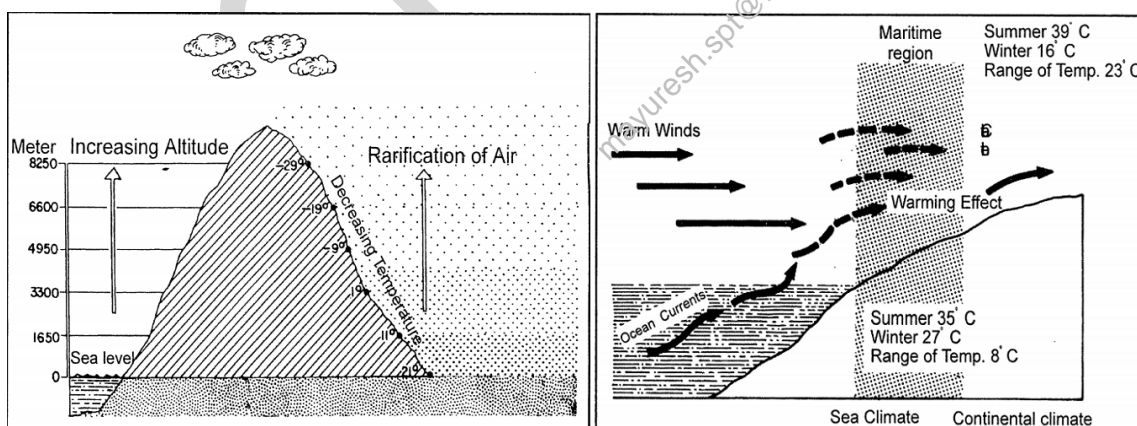 Meter
Increasing Altitude
Rarification of Air
8250
6600
4950
3300
1650
Sea level
0
-29°
-19°
-9°
1°
11°
21°
Decreasing Temperature
mayuresh.spt@
Maritime
region
Summer 39° C
Winter 16° C
Range of Temp. 23° C
Warm Winds
Warming Effect
Ocean Currents
Summer 35° C
Winter 27° C
Range of Temp. 8° C
Sea Climate
Continental climate